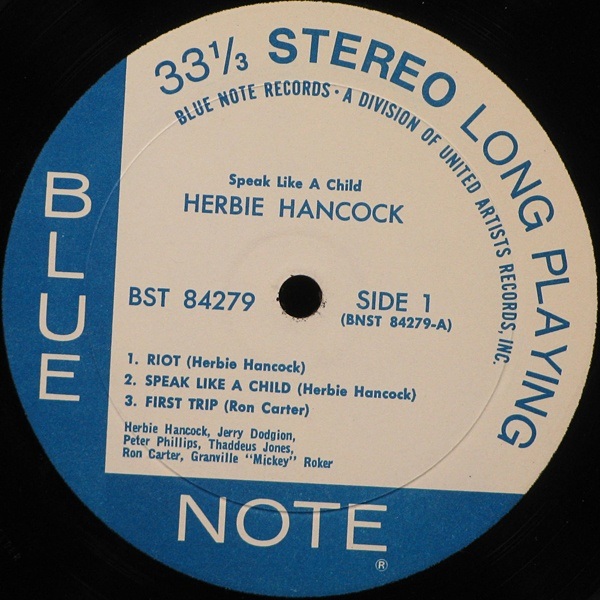 33⅓ STEREO LONG PLAYING
BLUE NOTE RECORDS · A DIVISION OF UNITED ARTISTS RECORDS, INC.
Speak Like A Child
HERBIE HANCOCK
BST 84279
SIDE 1
(BNST 84279-A)
1. RIOT (Herbie Hancock)
2. SPEAK LIKE A CHILD (Herbie Hancock)
3. FIRST TRIP (Ron Carter)
Herbie Hancock, Jerry Dodgion,
Peter Phillips, Thaddeus Jones,
Ron Carter, Granville "Mickey" Roker
BLUE
NOTE
®